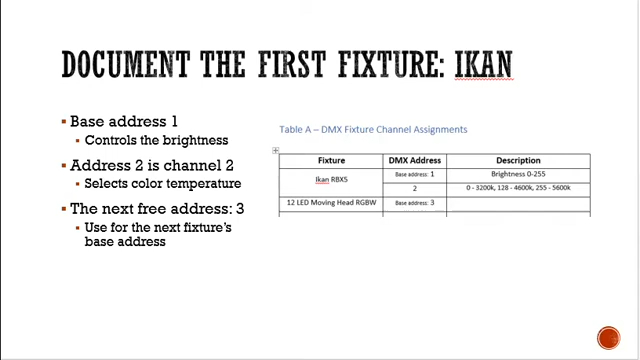 DOCUMENT THE FIRST FIXTURE: IKAN
Base address 1
Controls the brightness
Address 2 is channel 2
Selects color temperature
The next free address: 3
Use for the next fixture's
base address
Table A – DMX Fixture Channel Assignments
Fixture DMX Address Description
Ikan RBX5 Base address: 1 Brightness 0-255
2 0 - 3200k, 128 - 4600k, 255 - 5600k
12 LED Moving Head RGBW Base address: 3